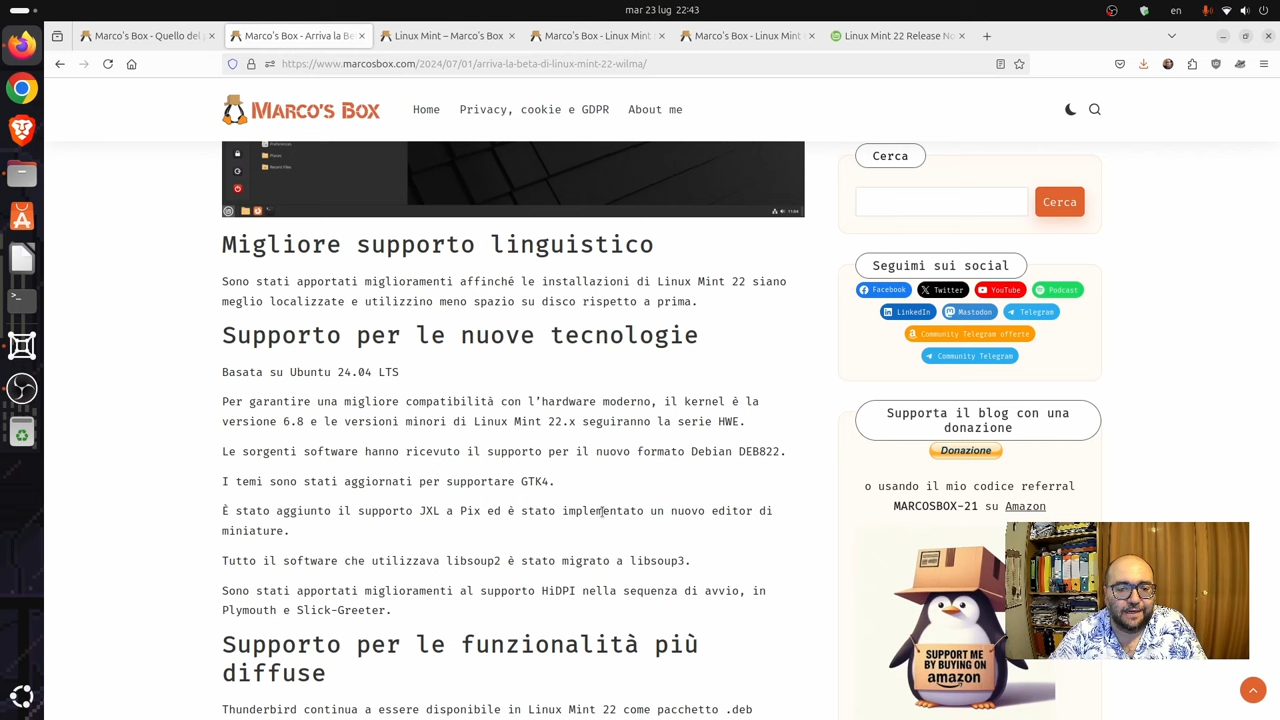 mar 23 lug 22:43
en
Marco's Box - Quello del p
Marco's Box - Arriva la Be
Linux Mint – Marco's Box
Marco's Box - Linux Mint
Marco's Box - Linux Mint
Linux Mint 22 Release No
https://www.marcosbox.com/2024/07/01/arriva-la-beta-di-linux-mint-22-wilma/
MARCO'S BOX
Home
Privacy, cookie e GDPR
About me
Preferences
Places
Recent Files
Migliore supporto linguistico
Sono stati apportati miglioramenti affinché le installazioni di Linux Mint 22 siano
meglio localizzate e utilizzino meno spazio su disco rispetto a prima.
Supporto per le nuove tecnologie
Basata su Ubuntu 24.04 LTS
Per garantire una migliore compatibilità con l'hardware moderno, il kernel è la
versione 6.8 e le versioni minori di Linux Mint 22.x seguiranno la serie HWE.
Le sorgenti software hanno ricevuto il supporto per il nuovo formato Debian DEB822.
I temi sono stati aggiornati per supportare GTK4.
È stato aggiunto il supporto JXL a Pix ed è stato implementato un nuovo editor di
miniature.
Tutto il software che utilizzava libsoup2 è stato migrato a libsoup3.
Sono stati apportati miglioramenti al supporto HiDPI nella sequenza di avvio, in
Plymouth e Slick-Greeter.
Supporto per le funzionalità più
diffuse
Thunderbird continua a essere disponibile in Linux Mint 22 come pacchetto .deb
Cerca
Cerca
Seguimi sui social
Facebook
Twitter
YouTube
Podcast
LinkedIn
Mastodon
Telegram
Community Telegram offerte
Community Telegram
Supporta il blog con una
donazione
Donazione
o usando il mio codice referral
MARCOSBOX-21 su Amazon
SUPPORT ME
BY BUYING ON
amazon